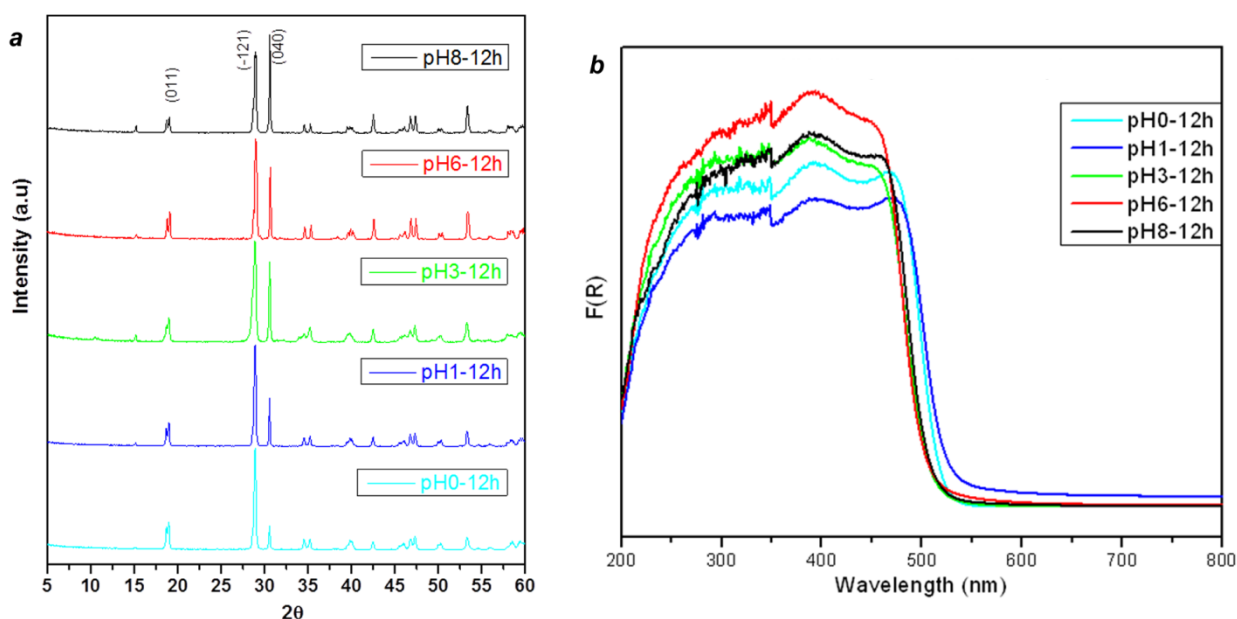 a
(011)
(-121)
(040)
pH8-12h
pH6-12h
pH3-12h
pH1-12h
pH0-12h
Intensity (a.u)
5 10 15 20 25 30 35 40 45 50 55 60
2θ
b
pH0-12h
pH1-12h
pH3-12h
pH6-12h
pH8-12h
F(R)
200 300 400 500 600 700 800
Wavelength (nm)